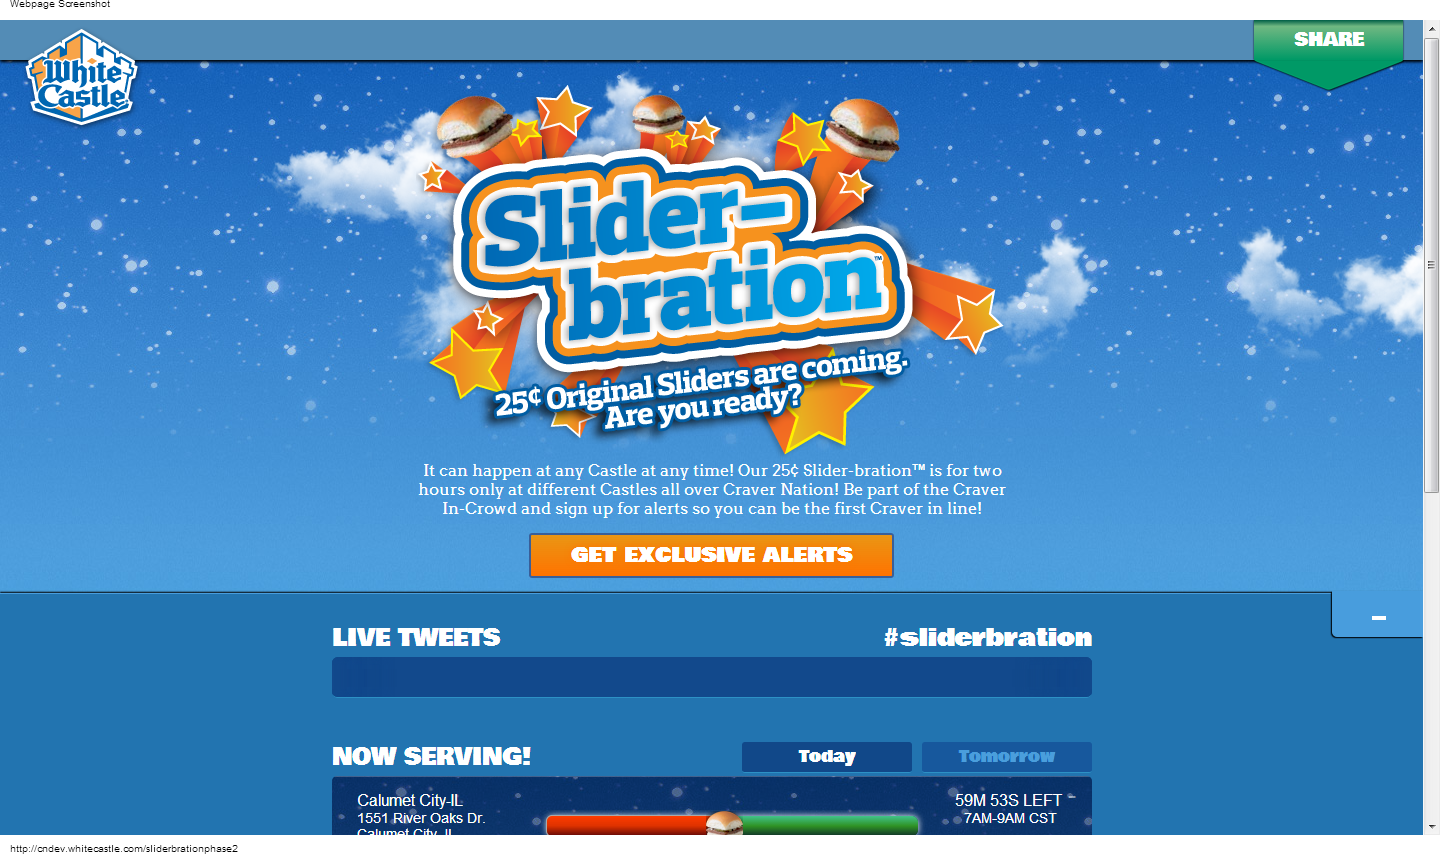 Webpage Screenshot
SHARE
White
Castle
Slider-
bration™
25¢ Original Sliders are coming.
Are you ready?
It can happen at any Castle at any time! Our 25¢ Slider-bration™ is for two
hours only at different Castles all over Craver Nation! Be part of the Craver
In-Crowd and sign up for alerts so you can be the first Craver in line!
GET EXCLUSIVE ALERTS
LIVE TWEETS
#sliderbration
NOW SERVING!
Today
Tomorrow
Calumet City-IL
59M 53S LEFT
1551 River Oaks Dr.
7AM-9AM CST
Calumet City, IL
http://cndev.whitecastle.com/sliderbrationphase2